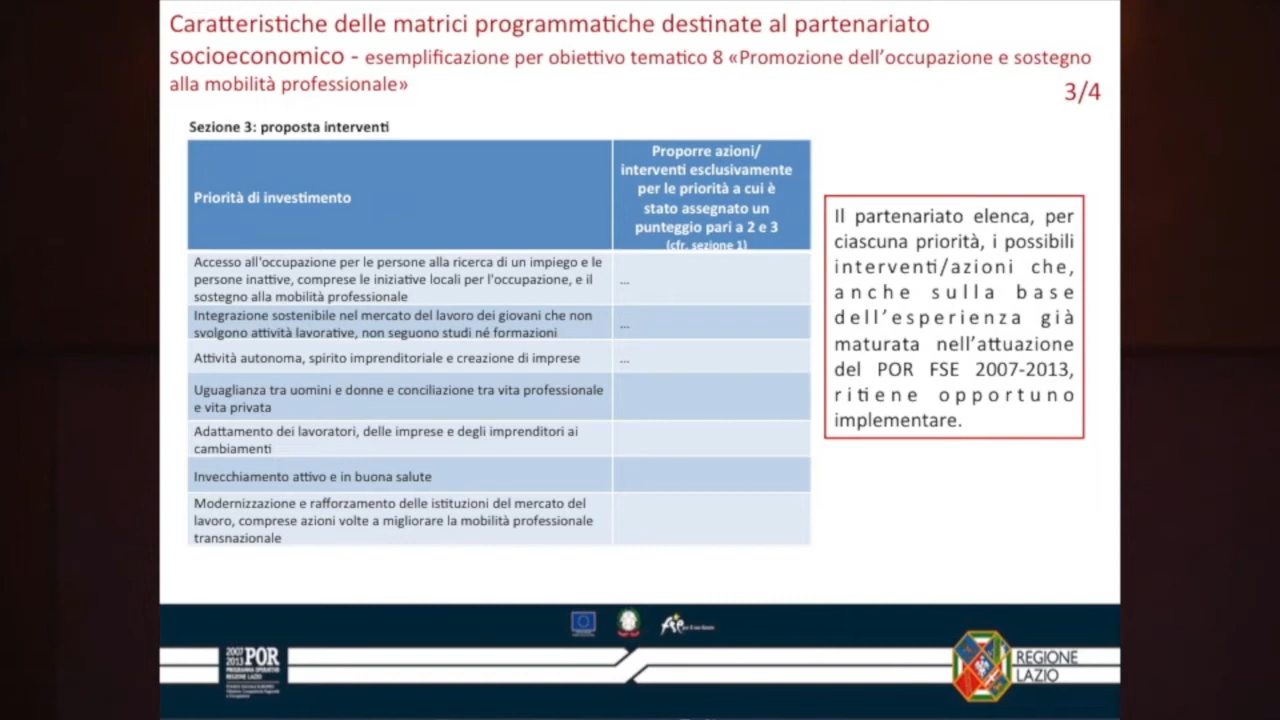 Caratteristiche delle matrici programmatiche destinate al partenariato
socioeconomico - esemplificazione per obiettivo tematico 8 «Promozione dell'occupazione e sostegno
alla mobilità professionale»
3/4
Sezione 3: proposta interventi
Priorità di investimento
Proporre azioni/
interventi esclusivamente
per le priorità a cui è
stato assegnato un
punteggio pari a 2 e 3
(cfr. sezione 1)
Accesso all'occupazione per le persone alla ricerca di un impiego e le
persone inattive, comprese le iniziative locali per l'occupazione, e il
sostegno alla mobilità professionale
...
Integrazione sostenibile nel mercato del lavoro dei giovani che non
svolgono attività lavorative, non seguono studi né formazioni
...
Attività autonoma, spirito imprenditoriale e creazione di imprese
...
Uguaglianza tra uomini e donne e conciliazione tra vita professionale
e vita privata
Adattamento dei lavoratori, delle imprese e degli imprenditori ai
cambiamenti
Invecchiamento attivo e in buona salute
Modernizzazione e rafforzamento delle istituzioni del mercato del
lavoro, comprese azioni volte a migliorare la mobilità professionale
transnazionale
Il partenariato elenca, per
ciascuna priorità, i possibili
interventi/azioni che,
anche sulla base
dell'esperienza già
maturata nell'attuazione
del POR FSE 2007-2013,
ritiene opportuno
implementare.
2007
2013 POR
PROGRAMMA OPERATIVO
REGIONE LAZIO
REGIONE
LAZIO